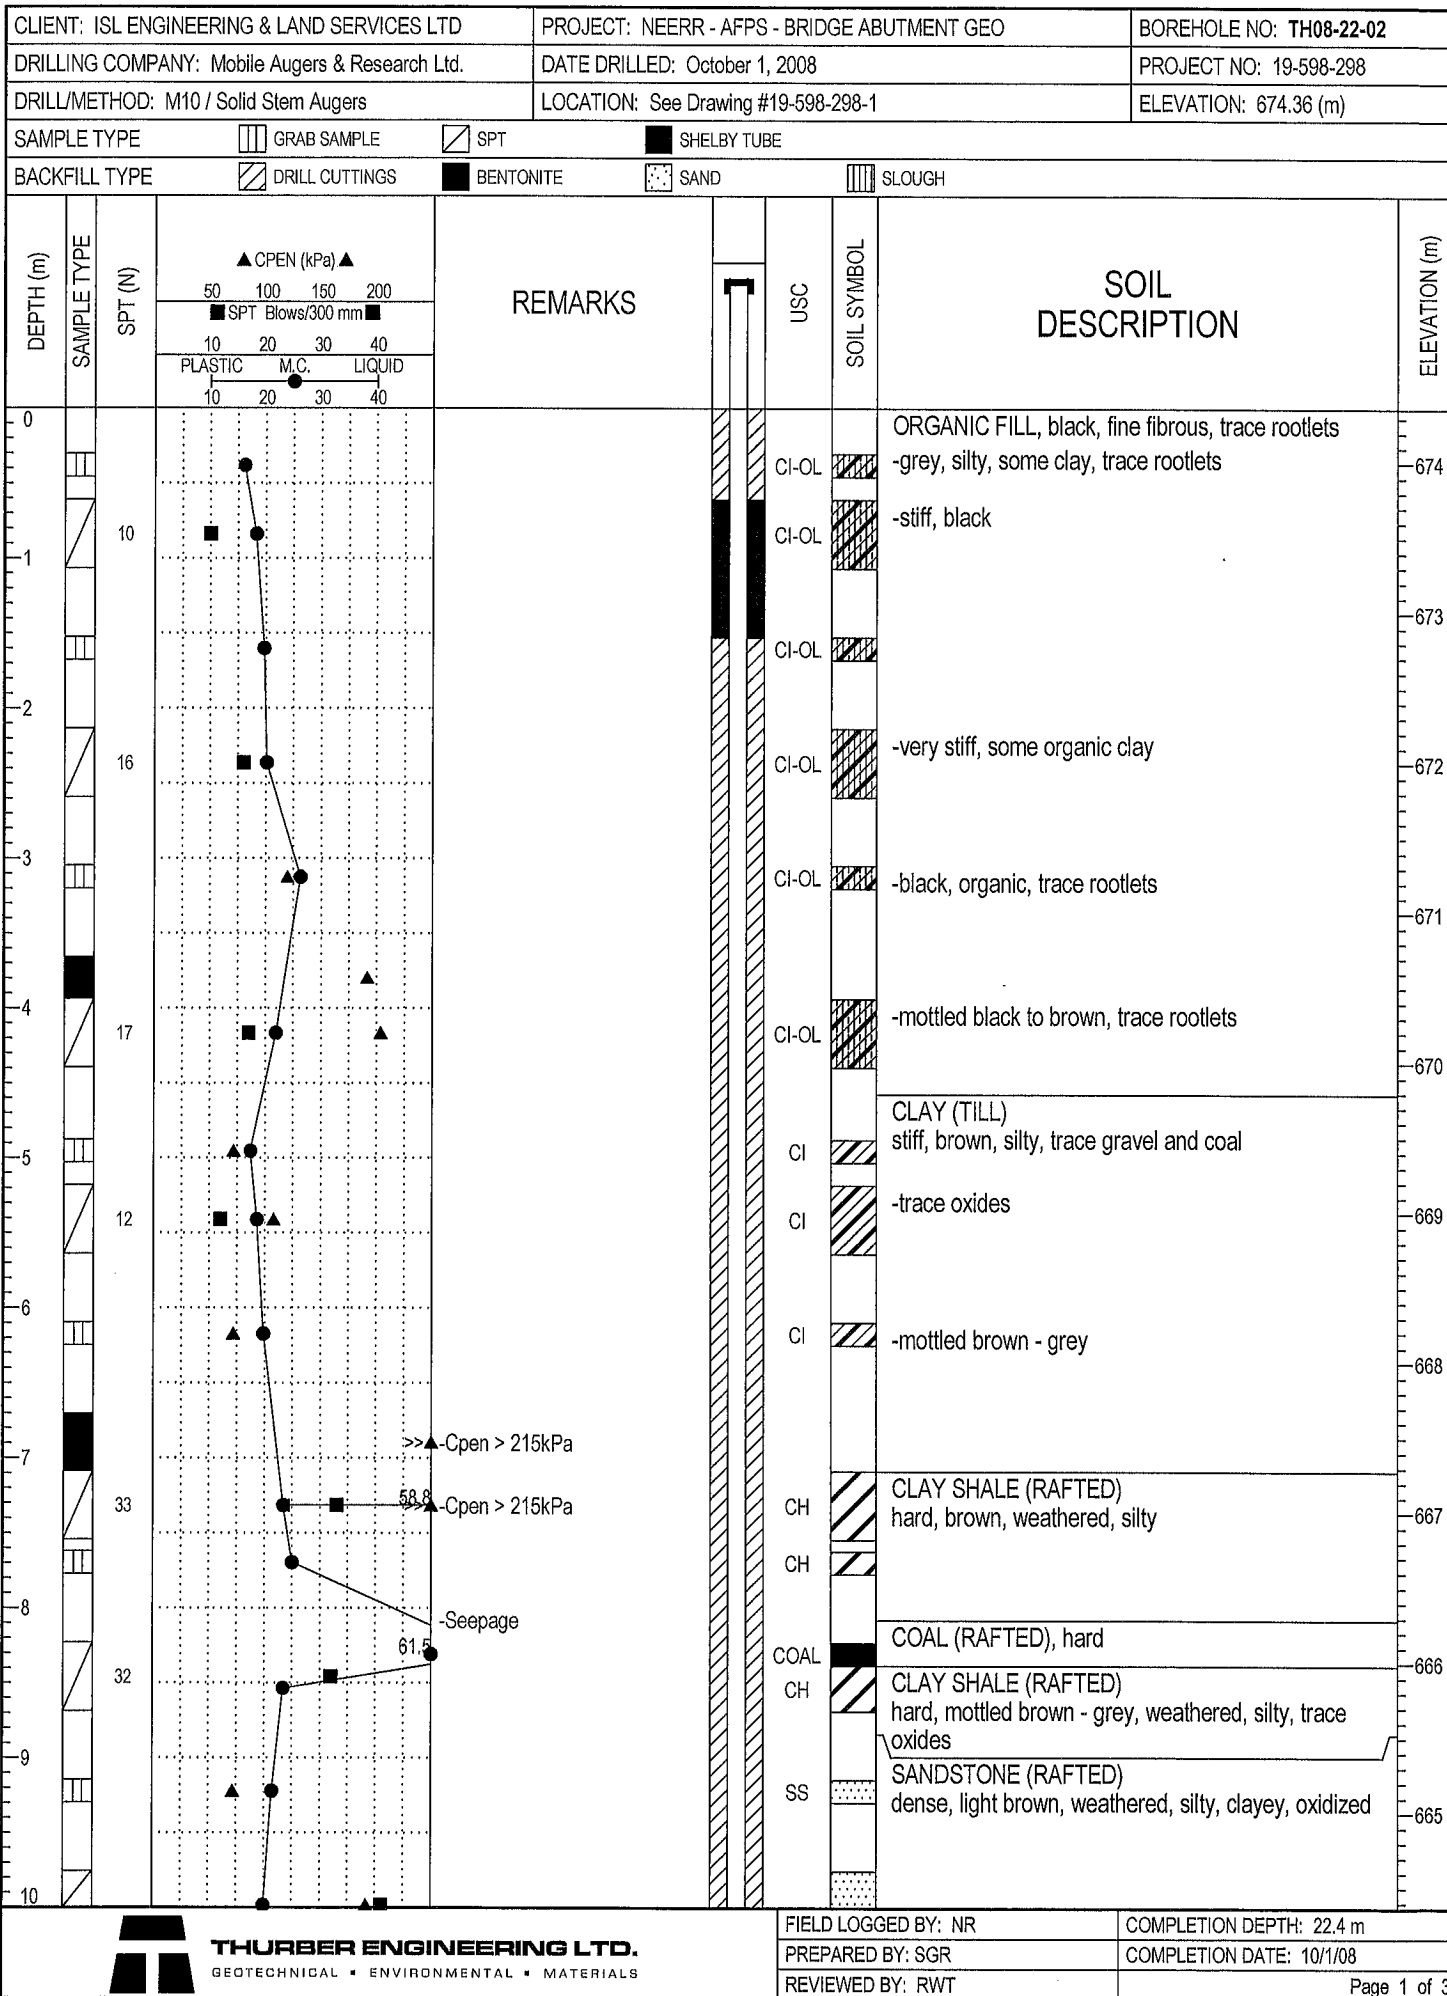 CLIENT: ISL ENGINEERING & LAND SERVICES LTD
PROJECT: NEERR - AFPS - BRIDGE ABUTMENT GEO
BOREHOLE NO: TH08-22-02
DRILLING COMPANY: Mobile Augers & Research Ltd.
DATE DRILLED: October 1, 2008
PROJECT NO: 19-598-298
DRILL/METHOD: M10 / Solid Stem Augers
LOCATION: See Drawing #19-598-298-1
ELEVATION: 674.36 (m)
SAMPLE TYPE
GRAB SAMPLE
SPT
SHELBY TUBE
BACKFILL TYPE
DRILL CUTTINGS
BENTONITE
SAND
SLOUGH
DEPTH (m)
SAMPLE TYPE
SPT (N)
▲ CPEN (kPa) ▲
50 100 150 200
■ SPT Blows/300 mm ■
10 20 30 40
PLASTIC M.C. LIQUID
10 20 30 40
REMARKS
USC
SOIL SYMBOL
SOIL
DESCRIPTION
ELEVATION (m)
0
ORGANIC FILL, black, fine fibrous, trace rootlets
CI-OL
-grey, silty, some clay, trace rootlets
674
10
CI-OL
-stiff, black
1
673
CI-OL
2
16
CI-OL
-very stiff, some organic clay
672
3
CI-OL
-black, organic, trace rootlets
671
4
17
CI-OL
-mottled black to brown, trace rootlets
670
CLAY (TILL)
5
CI
stiff, brown, silty, trace gravel and coal
12
CI
-trace oxides
669
6
CI
-mottled brown - grey
668
>>▲-Cpen > 215kPa
7
33
58.8
>>▲-Cpen > 215kPa
CH
CLAY SHALE (RAFTED)
hard, brown, weathered, silty
667
CH
8
-Seepage
61.5
COAL
COAL (RAFTED), hard
666
32
CH
CLAY SHALE (RAFTED)
hard, mottled brown - grey, weathered, silty, trace
oxides
9
SS
SANDSTONE (RAFTED)
dense, light brown, weathered, silty, clayey, oxidized
665
10
THURBER ENGINEERING LTD.
GEOTECHNICAL ▪ ENVIRONMENTAL ▪ MATERIALS
FIELD LOGGED BY: NR
COMPLETION DEPTH: 22.4 m
PREPARED BY: SGR
COMPLETION DATE: 10/1/08
REVIEWED BY: RWT
Page 1 of 3